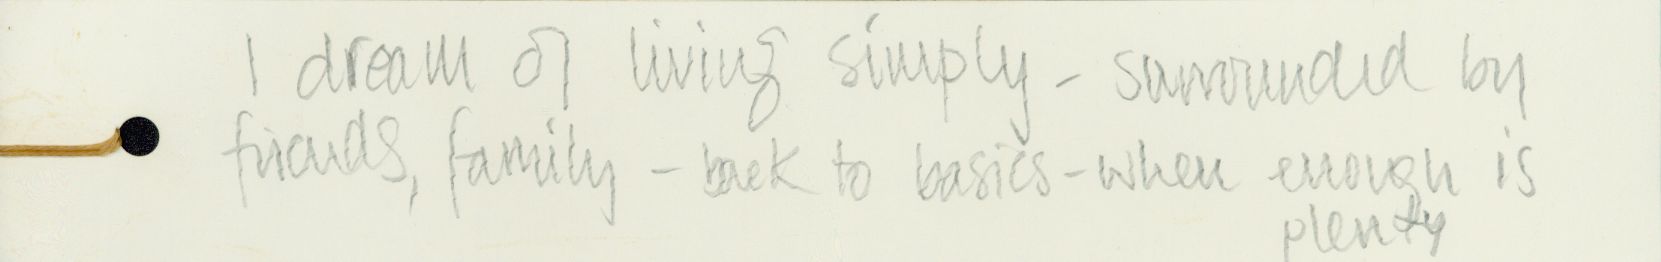 I dream of living simply - surrounded by
friends, family - back to basics - when enough is
plenty